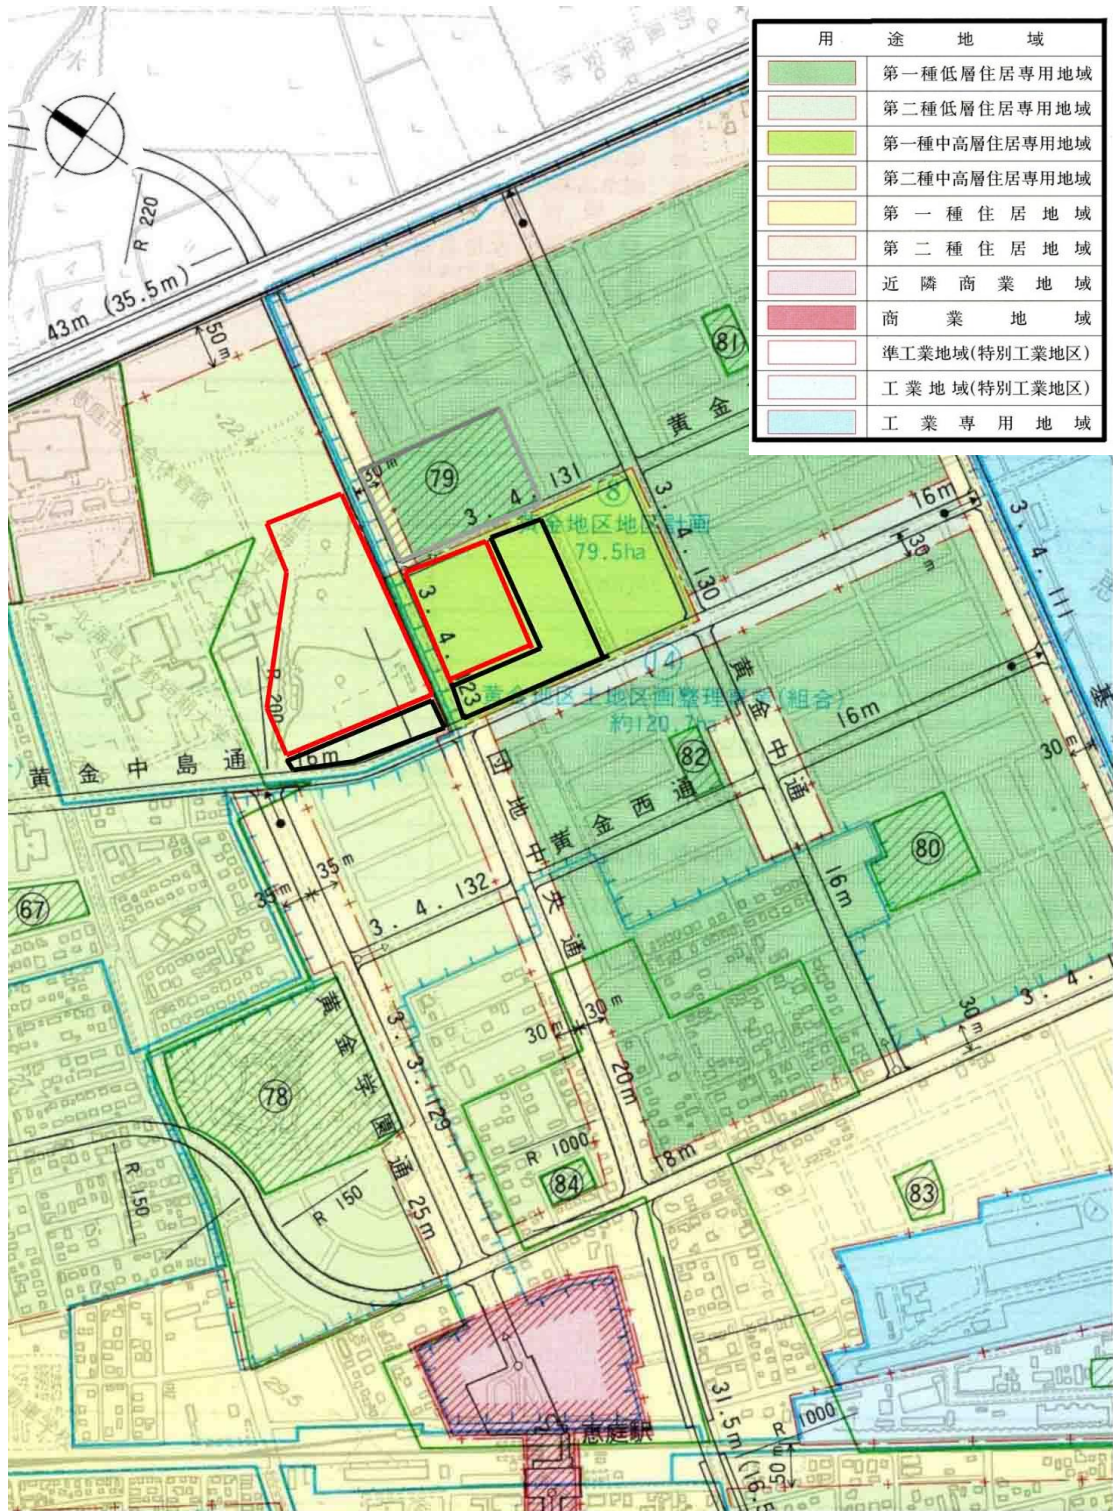 用途地域
第一種低層住居専用地域
第二種低層住居専用地域
第一種中高層住居専用地域
第二種中高層住居専用地域
第一種住居地域
第二種住居地域
近隣商業地域
商業地域
準工業地域(特別工業地区)
工業地域(特別工業地区)
工業専用地域
R 220
43m (35.5m)
50m
81
黄金
30m
79
3.4.131
8
黄金地区地区計画
79.5ha
3.4.130
16m
30m
3.4.111
3.4.
23
R 200
14
黄金地区土地区画整理事業(組合)
約120.7ha
黄金中島通
16m
団地中央通
黄金西通
82
黄金中通
16m
30m
80
16m
35m
35m
3.4.132
67
黄金学園通
25m
3.3.129
30m
30m
20m
30m
3.4.
78
R 1000
84
18m
83
R 150
R 150
恵庭駅
31.5m
R 1000
50m